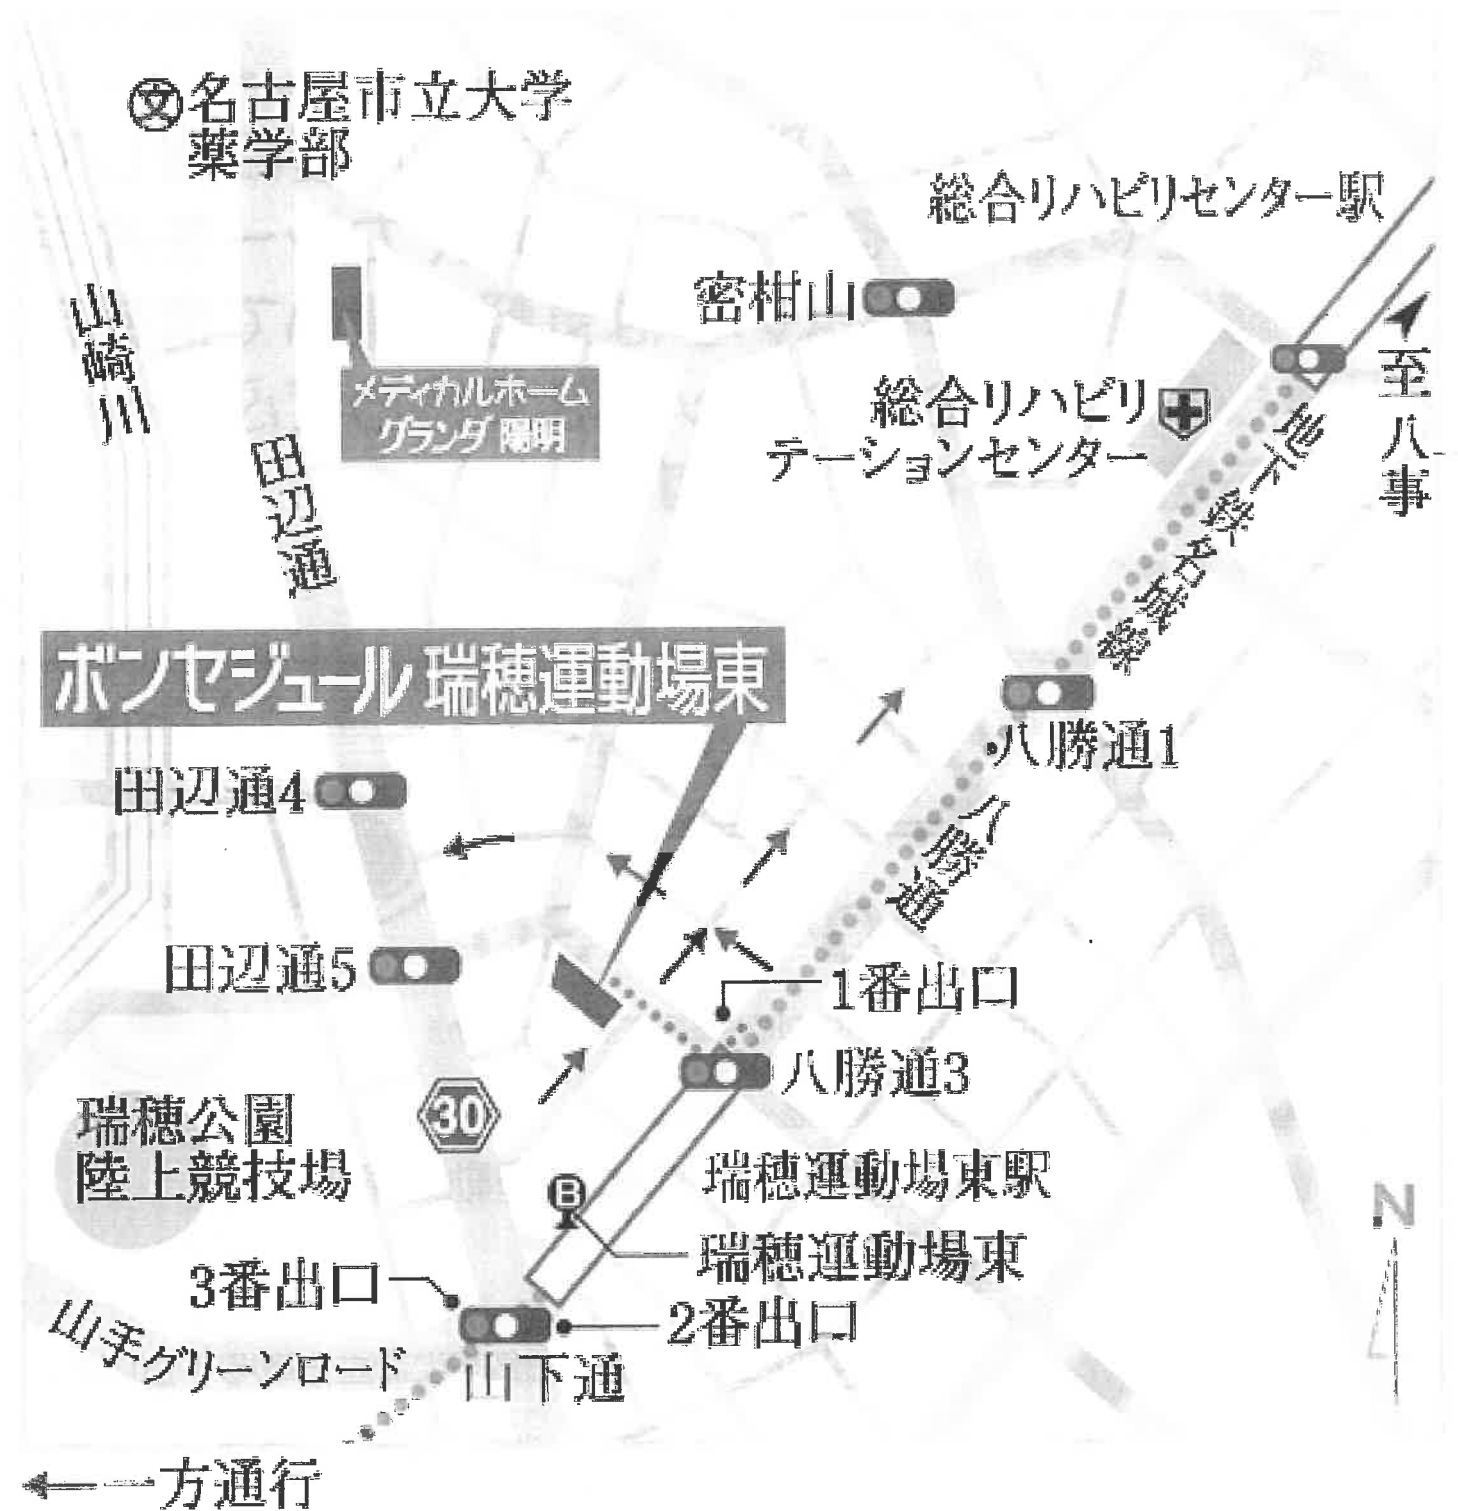 文
名古屋市立大学
薬学部
総合リハビリセンター駅
密柑山
山崎川
メディカルホーム
グランダ 陽明
総合リハビリ
テーションセンター
至八事
地下鉄名城線
田辺通
ボンセジュール 瑞穂運動場東
八勝通1
田辺通4
八勝通
田辺通5
1番出口
八勝通3
30
瑞穂公園
陸上競技場
B
瑞穂運動場東駅
瑞穂運動場東
N
3番出口
2番出口
山手グリーンロード
山下通
一方通行